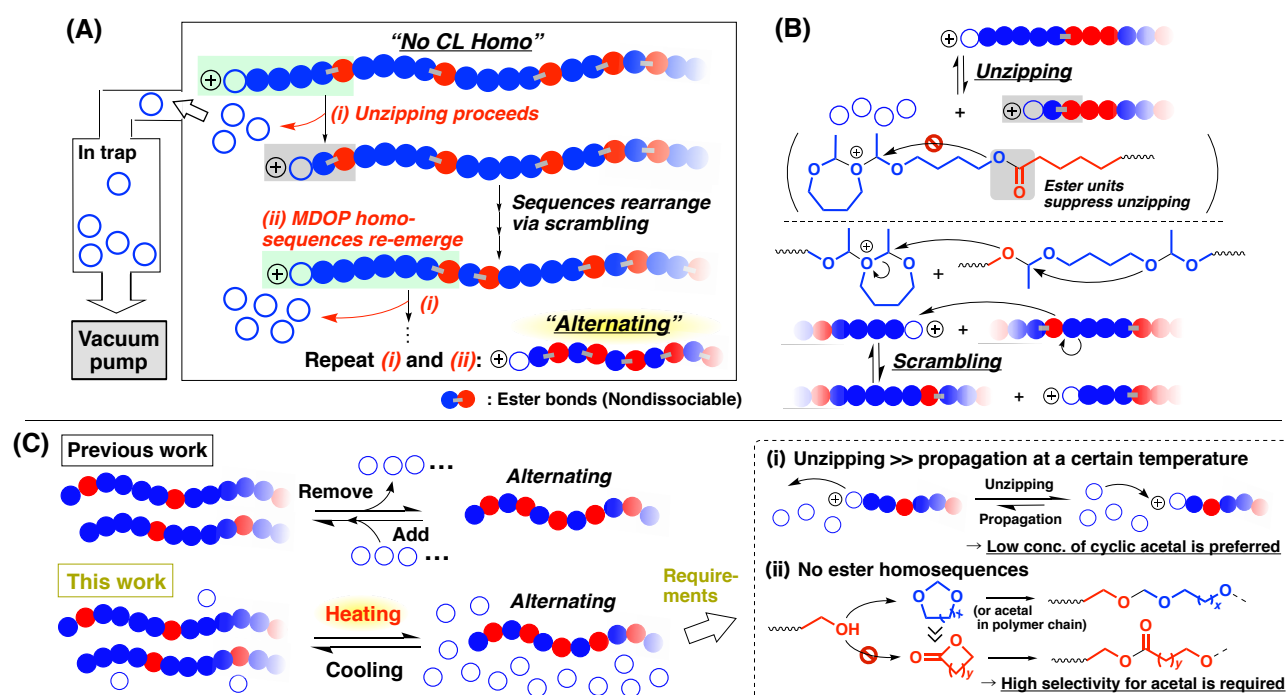 (A)
"No CL Homo"
(i) Unzipping proceeds
In trap
Sequences rearrange
via scrambling
(ii) MDOP homo-
sequences re-emerge
(i)
"Alternating"
Repeat (i) and (ii):
Vacuum
pump
: Ester bonds (Nondissociable)
(B)
Unzipping
+
O
O
O
O
O
Ester units
suppress unzipping
O
O
O
+
O
O
O
+
Scrambling
+
(C)
Previous work
...
Remove
Alternating
Add
...
This work
Heating
Alternating
Cooling
Require-
ments
(i) Unzipping >> propagation at a certain temperature
Unzipping
Propagation
→ Low conc. of cyclic acetal is preferred
(ii) No ester homosequences
O O
x
OH
(or acetal
in polymer chain)
O O x O
O O
y
O O y O
→ High selectivity for acetal is required